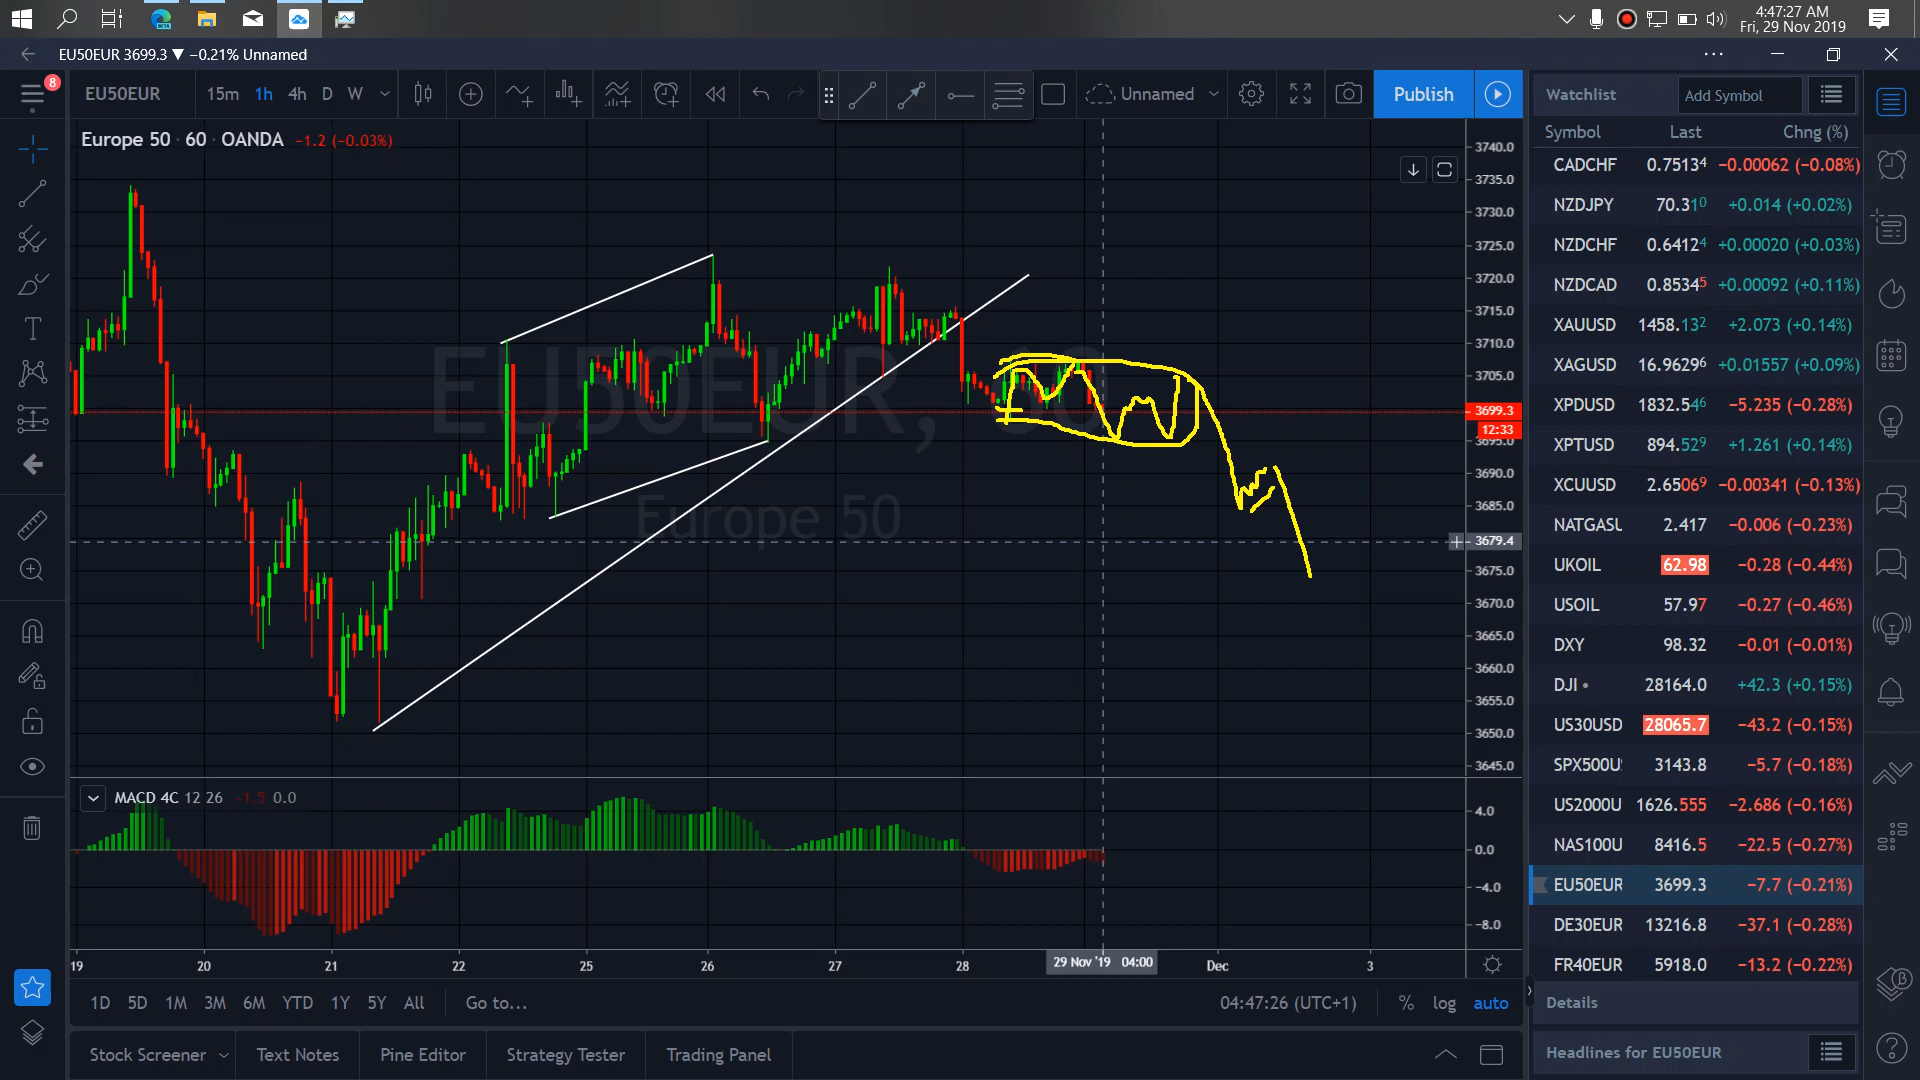 4:47:27 AM
Fri, 29 Nov 2019
EU50EUR 3699.3 ▼ −0.21% Unnamed
8
EU50EUR 15m 1h 4h D W Unnamed Publish
Watchlist Add Symbol
Europe 50 · 60 · OANDA −1.2 (−0.03%)
Symbol Last Chng (%)
CADCHF 0.75134 −0.00062 (−0.08%)
NZDJPY 70.310 +0.014 (+0.02%)
NZDCHF 0.64124 +0.00020 (+0.03%)
NZDCAD 0.85345 +0.00092 (+0.11%)
XAUUSD 1458.132 +2.073 (+0.14%)
XAGUSD 16.96296 +0.01557 (+0.09%)
XPDUSD 1832.546 −5.235 (−0.28%)
XPTUSD 894.529 +1.261 (+0.14%)
XCUUSD 2.65069 −0.00341 (−0.13%)
NATGASU 2.417 −0.006 (−0.23%)
UKOIL 62.98 −0.28 (−0.44%)
USOIL 57.97 −0.27 (−0.46%)
DXY 98.32 −0.01 (−0.01%)
DJI • 28164.0 +42.3 (+0.15%)
US30USD 28065.7 −43.2 (−0.15%)
SPX500U 3143.8 −5.7 (−0.18%)
US2000U 1626.555 −2.686 (−0.16%)
NAS100U 8416.5 −22.5 (−0.27%)
EU50EUR 3699.3 −7.7 (−0.21%)
DE30EUR 13216.8 −37.1 (−0.28%)
FR40EUR 5918.0 −13.2 (−0.22%)
Details
Headlines for EU50EUR
3740.0
3735.0
3730.0
3725.0
3720.0
3715.0
3710.0
3705.0
3699.3
12:33
3695.0
3690.0
3685.0
3679.4
3675.0
3670.0
3665.0
3660.0
3655.0
3650.0
3645.0
EU50EUR, 60
Europe 50
MACD 4C 12 26 −1.5 0.0
4.0
0.0
−4.0
−8.0
19 20 21 22 25 26 27 28 29 Nov '19 04:00 Dec 3
1D 5D 1M 3M 6M YTD 1Y 5Y All Go to... 04:47:26 (UTC+1) % log auto
Stock Screener Text Notes Pine Editor Strategy Tester Trading Panel